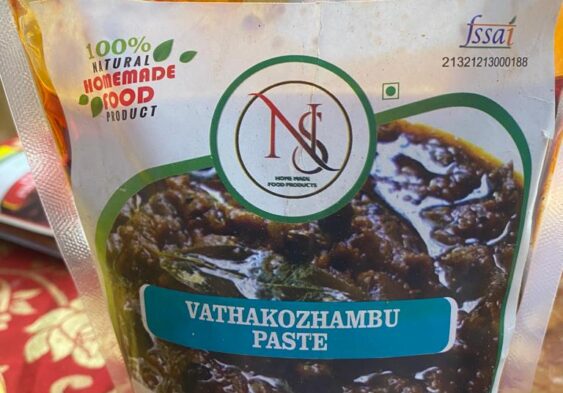 100%
NATURAL
HOMEMADE
FOOD
PRODUCT
fssai
21321213000188
NS
HOME MADE
FOOD PRODUCTS
VATHAKOZHAMBU
PASTE